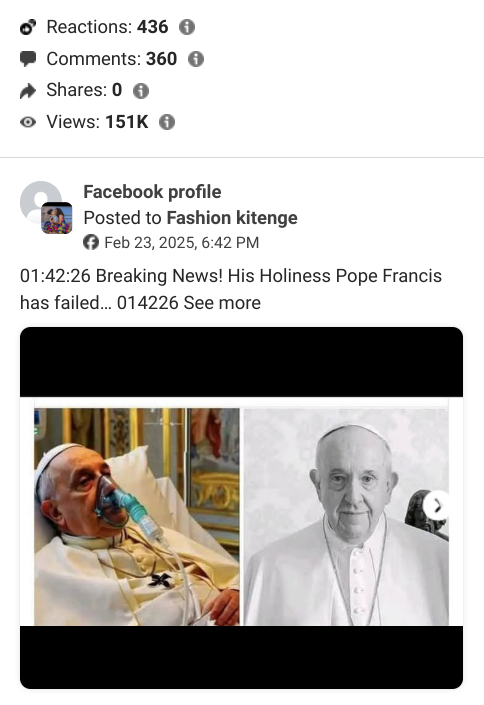 Reactions: 436
Comments: 360
Shares: 0
Views: 151K
Facebook profile
Posted to Fashion kitenge
Feb 23, 2025, 6:42 PM
01:42:26 Breaking News! His Holiness Pope Francis
has failed... 014226 See more